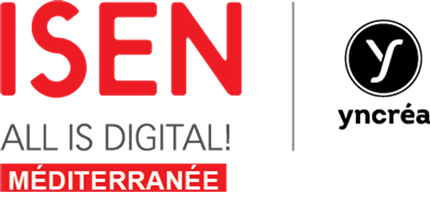 ISEN
ALL IS DIGITAL!
MÉDITERRANÉE
y
yncréa